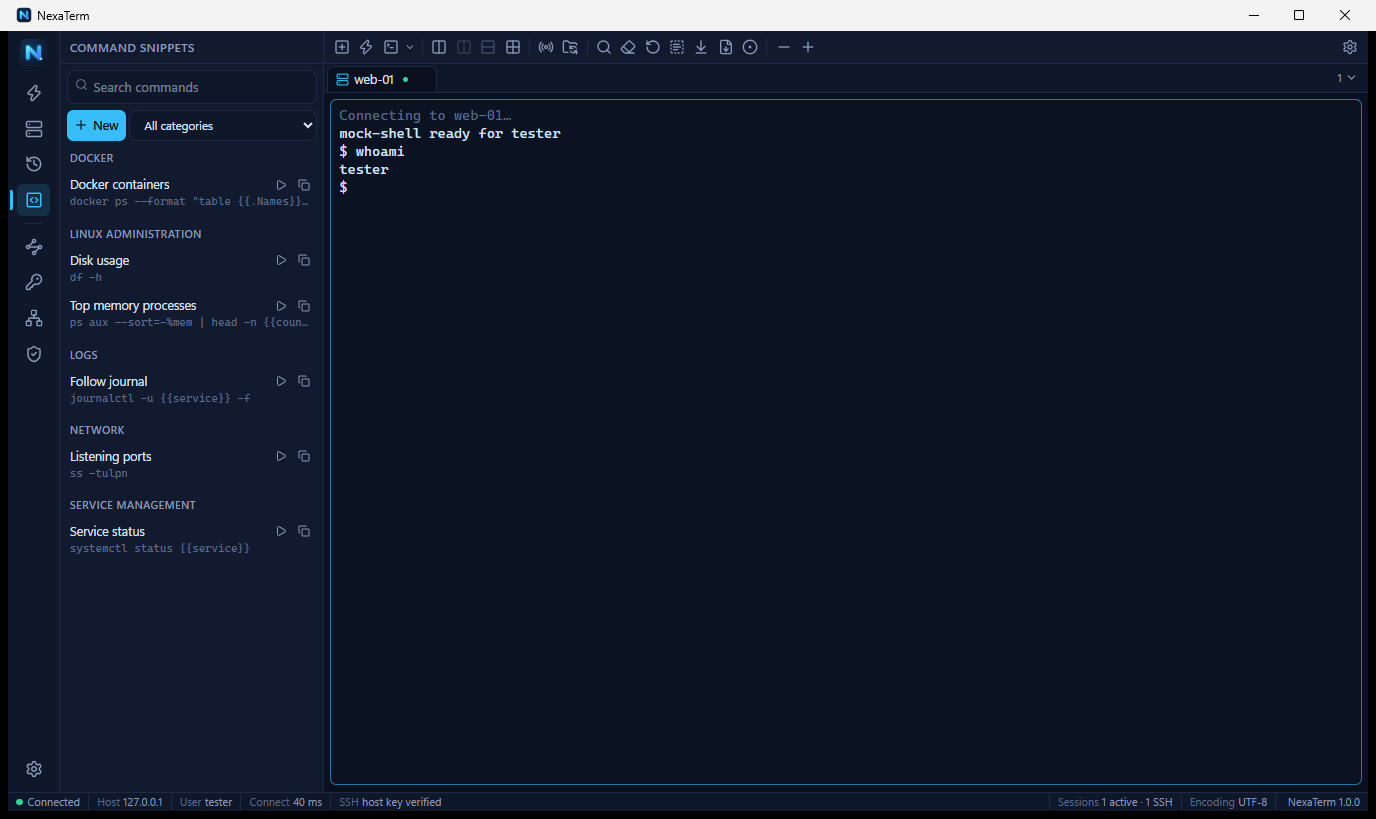 NexaTerm
COMMAND SNIPPETS
Search commands
New
All categories
DOCKER
Docker containers
docker ps --format "table {{.Names}}…
LINUX ADMINISTRATION
Disk usage
df -h
Top memory processes
ps aux --sort=-%mem | head -n {{coun…
LOGS
Follow journal
journalctl -u {{service}} -f
NETWORK
Listening ports
ss -tulpn
SERVICE MANAGEMENT
Service status
systemctl status {{service}}
web-01
1
Connecting to web-01…
mock-shell ready for tester
$ whoami
tester
$
Connected Host 127.0.0.1 User tester Connect 40 ms SSH host key verified Sessions 1 active · 1 SSH Encoding UTF-8 NexaTerm 1.0.0